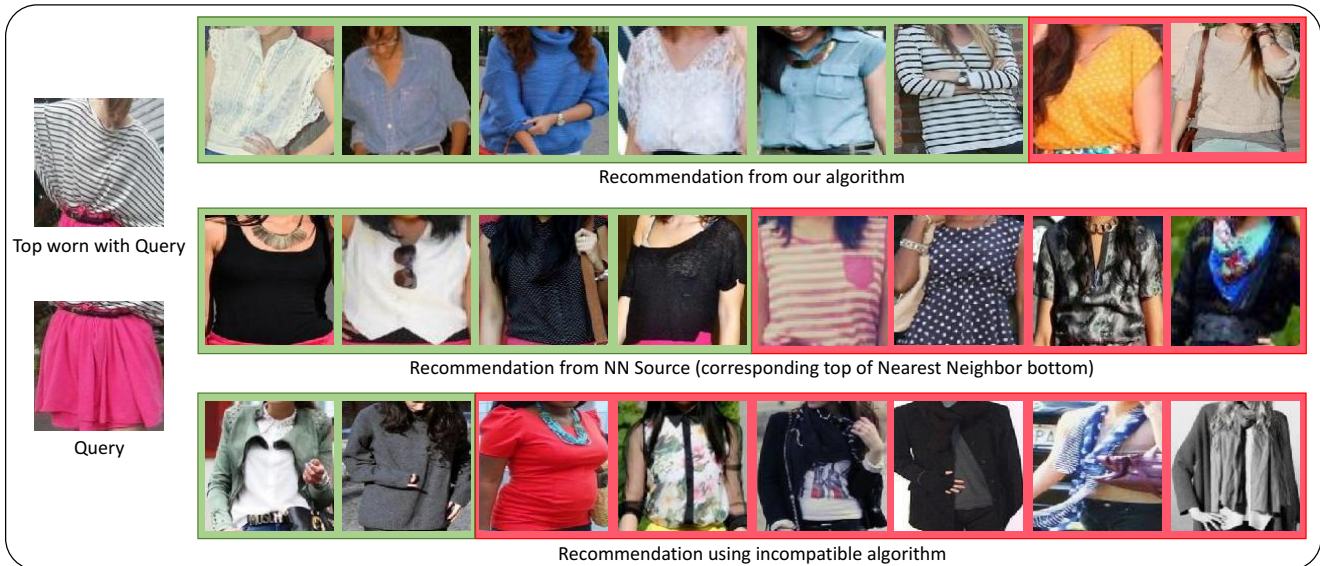 Recommendation from our algorithm
Top worn with Query
Recommendation from NN Source (corresponding top of Nearest Neighbor bottom)
Query
Recommendation using incompatible algorithm